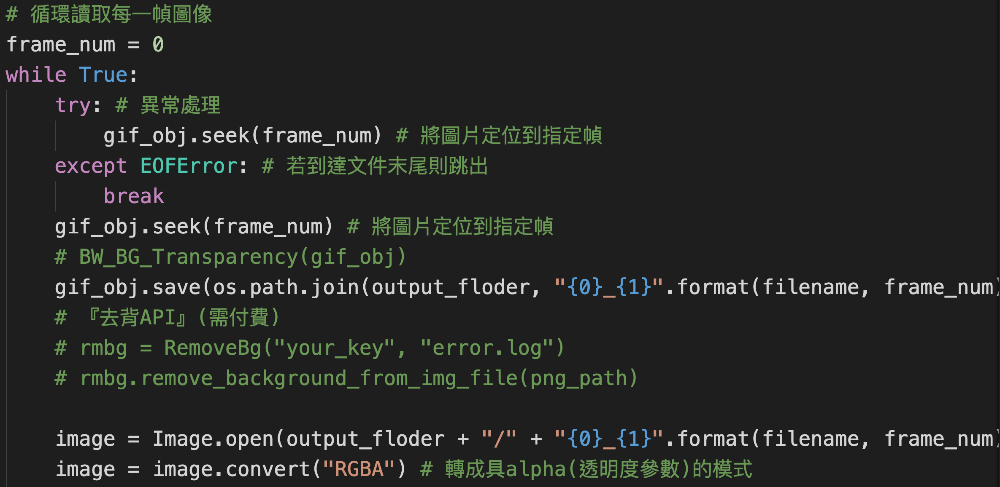 # 循環讀取每一幀圖像
frame_num = 0
while True:
    try: # 異常處理
        gif_obj.seek(frame_num) # 將圖片定位到指定幀
    except EOFError: # 若到達文件末尾則跳出
        break
    gif_obj.seek(frame_num) # 將圖片定位到指定幀
    # BW_BG_Transparency(gif_obj)
    gif_obj.save(os.path.join(output_floder, "{0}_{1}".format(filename, frame_num)
    # 『去背API』(需付費)
    # rmbg = RemoveBg("your_key", "error.log")
    # rmbg.remove_background_from_img_file(png_path)
    image = Image.open(output_floder + "/" + "{0}_{1}".format(filename, frame_num)
    image = image.convert("RGBA") # 轉成具alpha(透明度參數)的模式